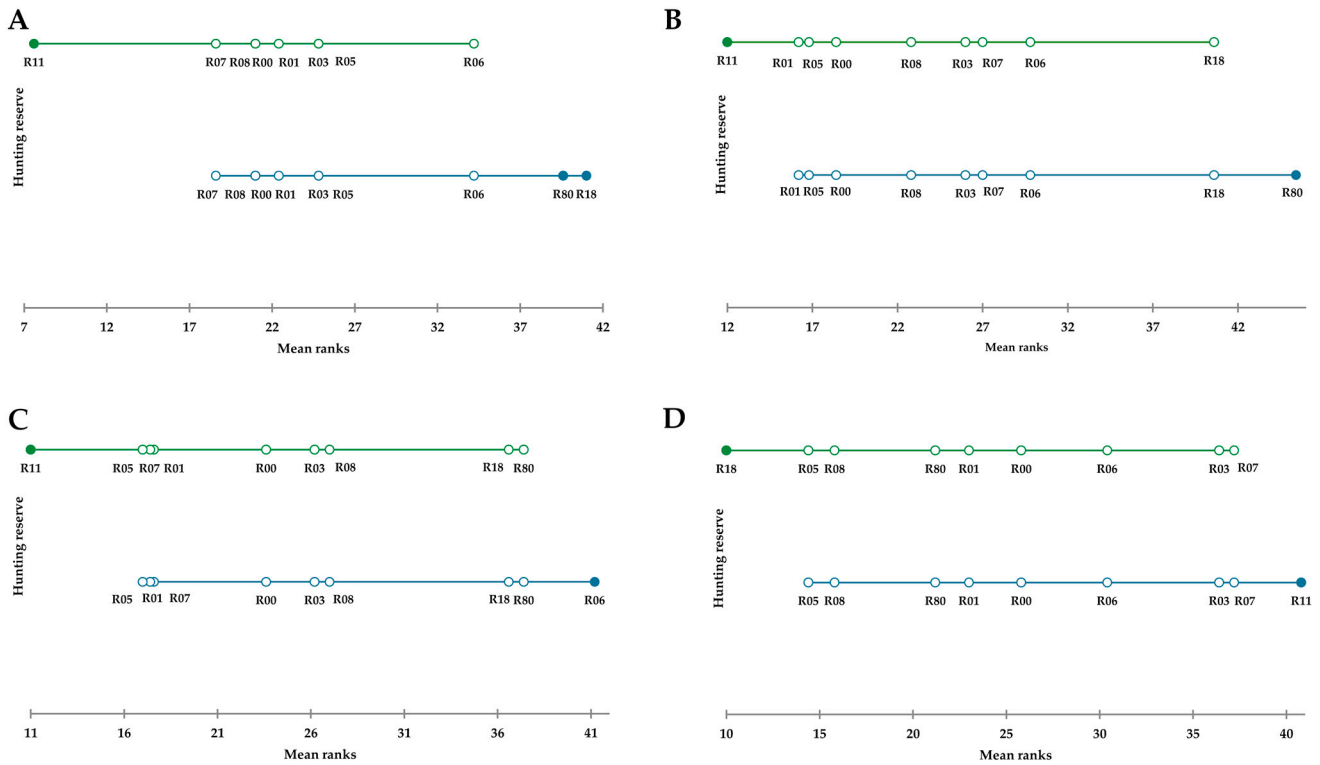 A
R11 R07 R08 R00 R01 R03 R05 R06
Hunting reserve
R07 R08 R00 R01 R03 R05 R06 R80 R18
7 12 17 22 27 32 37 42
Mean ranks
B
R11 R01 R05 R00 R08 R03 R07 R06 R18
Hunting reserve
R01 R05 R00 R08 R03 R07 R06 R18 R80
12 17 22 27 32 37 42
Mean ranks
C
R11 R05 R07 R01 R00 R03 R08 R18 R80
Hunting reserve
R05 R01 R07 R00 R03 R08 R18 R80 R06
11 16 21 26 31 36 41
Mean ranks
D
R18 R05 R08 R80 R01 R00 R06 R03 R07
Hunting reserve
R05 R08 R80 R01 R00 R06 R03 R07 R11
10 15 20 25 30 35 40
Mean ranks